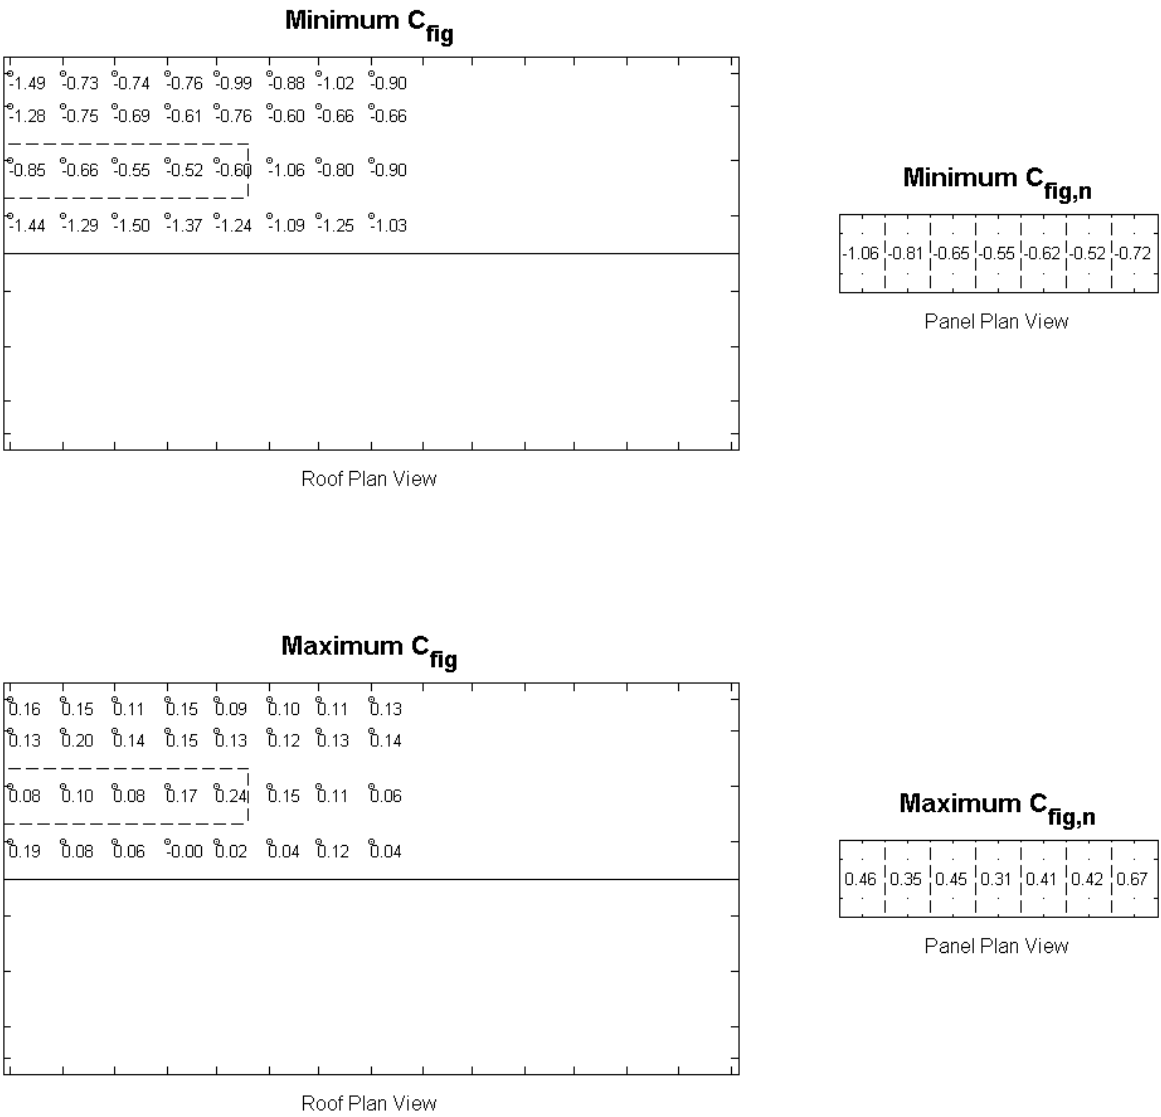 Minimum C_fig
-1.49 -0.73 -0.74 -0.76 -0.99 -0.88 -1.02 -0.90
-1.28 -0.75 -0.69 -0.61 -0.76 -0.60 -0.66 -0.66
-0.85 -0.66 -0.55 -0.52 -0.60 -1.06 -0.80 -0.90
-1.44 -1.29 -1.50 -1.37 -1.24 -1.09 -1.25 -1.03
Roof Plan View
Minimum C_fig,n
-1.06 -0.81 -0.65 -0.55 -0.62 -0.52 -0.72
Panel Plan View
Maximum C_fig
0.16 0.15 0.11 0.15 0.09 0.10 0.11 0.13
0.13 0.20 0.14 0.15 0.13 0.12 0.13 0.14
0.08 0.10 0.08 0.17 0.24 0.15 0.11 0.06
0.19 0.08 0.06 -0.00 0.02 0.04 0.12 0.04
Roof Plan View
Maximum C_fig,n
0.46 0.35 0.45 0.31 0.41 0.42 0.67
Panel Plan View